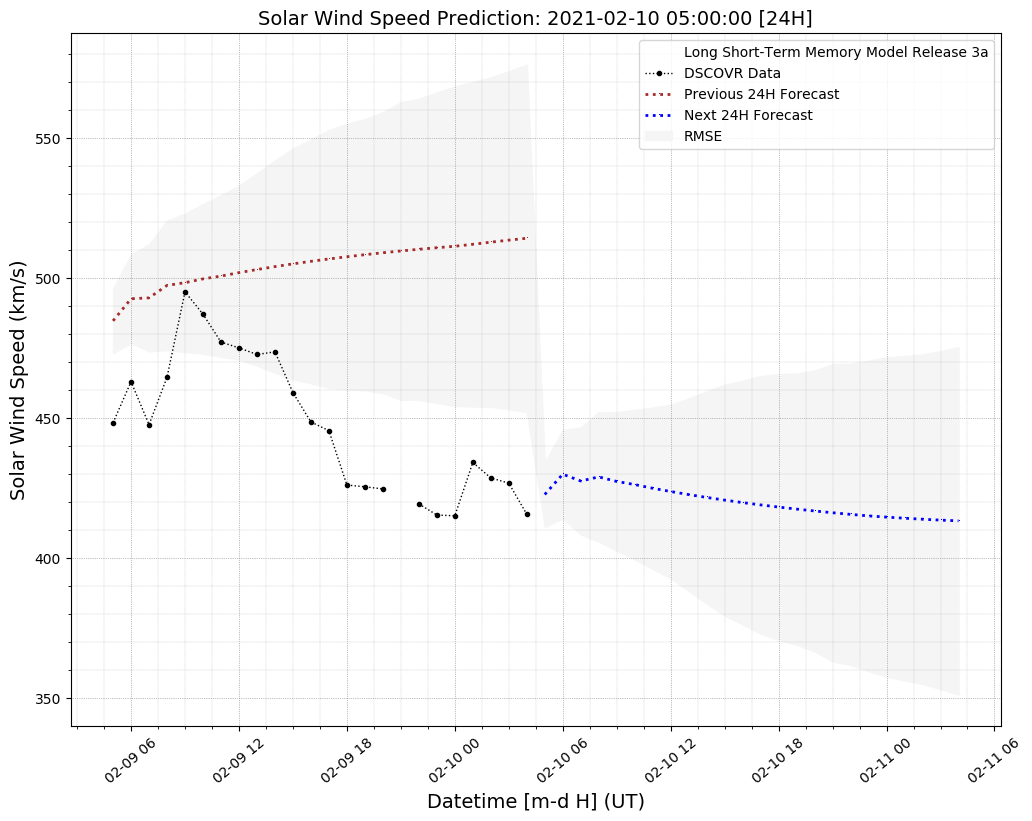 Solar Wind Speed Prediction: 2021-02-10 05:00:00 [24H]
Long Short-Term Memory Model Release 3a
DSCOVR Data
Previous 24H Forecast
Next 24H Forecast
RMSE
Solar Wind Speed (km/s)
550
500
450
400
350
02-09 06
02-09 12
02-09 18
02-10 00
02-10 06
02-10 12
02-10 18
02-11 00
02-11 06
Datetime [m-d H] (UT)